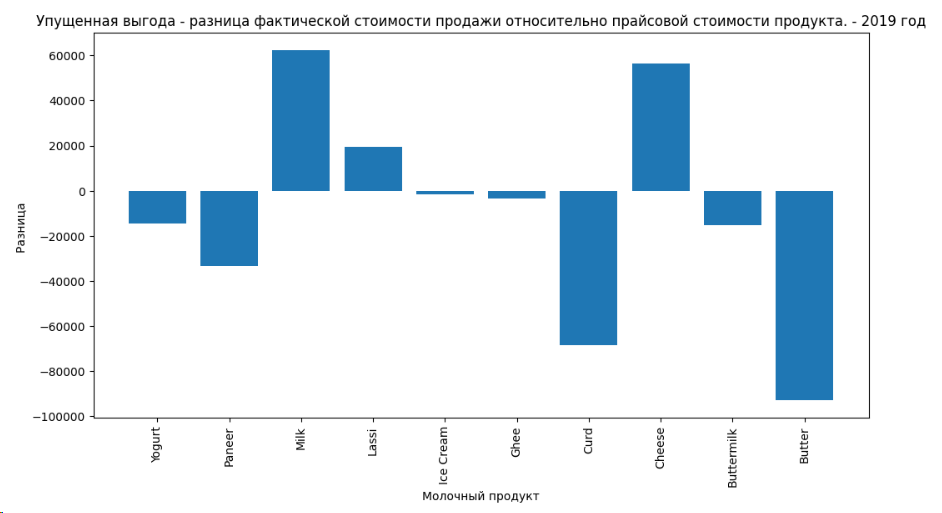 Упущенная выгода - разница фактической стоимости продажи относительно прайсовой стоимости продукта. - 2019 год
60000
40000
20000
0
−20000
−40000
−60000
−80000
−100000
Разница
Yogurt
Paneer
Milk
Lassi
Ice Cream
Ghee
Curd
Cheese
Buttermilk
Butter
Молочный продукт